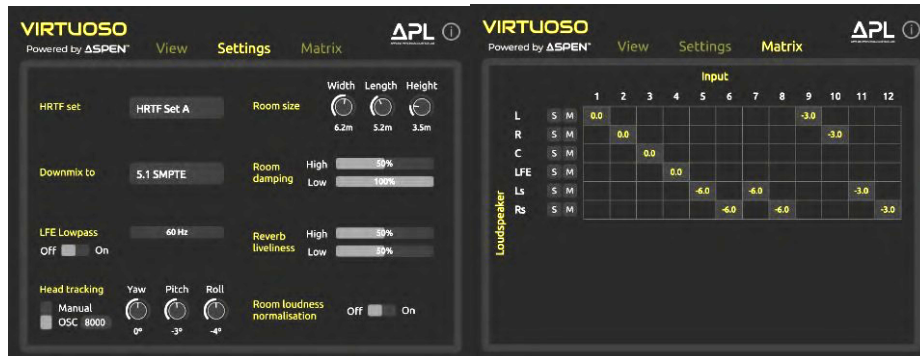 VIRTUOSO
Powered by ASPEN™ View Settings Matrix APL
HRTF set HRTF Set A Room size Width Length Height
6.2m 5.2m 3.5m
Downmix to 5.1 SMPTE Room damping High 50%
Low 100%
LFE Lowpass 60 Hz Reverb liveliness High 50%
Off On Low 50%
Head tracking Yaw Pitch Roll
Manual Room loudness normalisation Off On
OSC 8000
0° -3° -4°
VIRTUOSO
Powered by ASPEN™ View Settings Matrix APL
Input
1 2 3 4 5 6 7 8 9 10 11 12
Loudspeaker
L S M 0.0 -3.0
R S M 0.0 -3.0
C S M 0.0
LFE S M 0.0
Ls S M -6.0 -6.0 -3.0
Rs S M -6.0 -6.0 -3.0